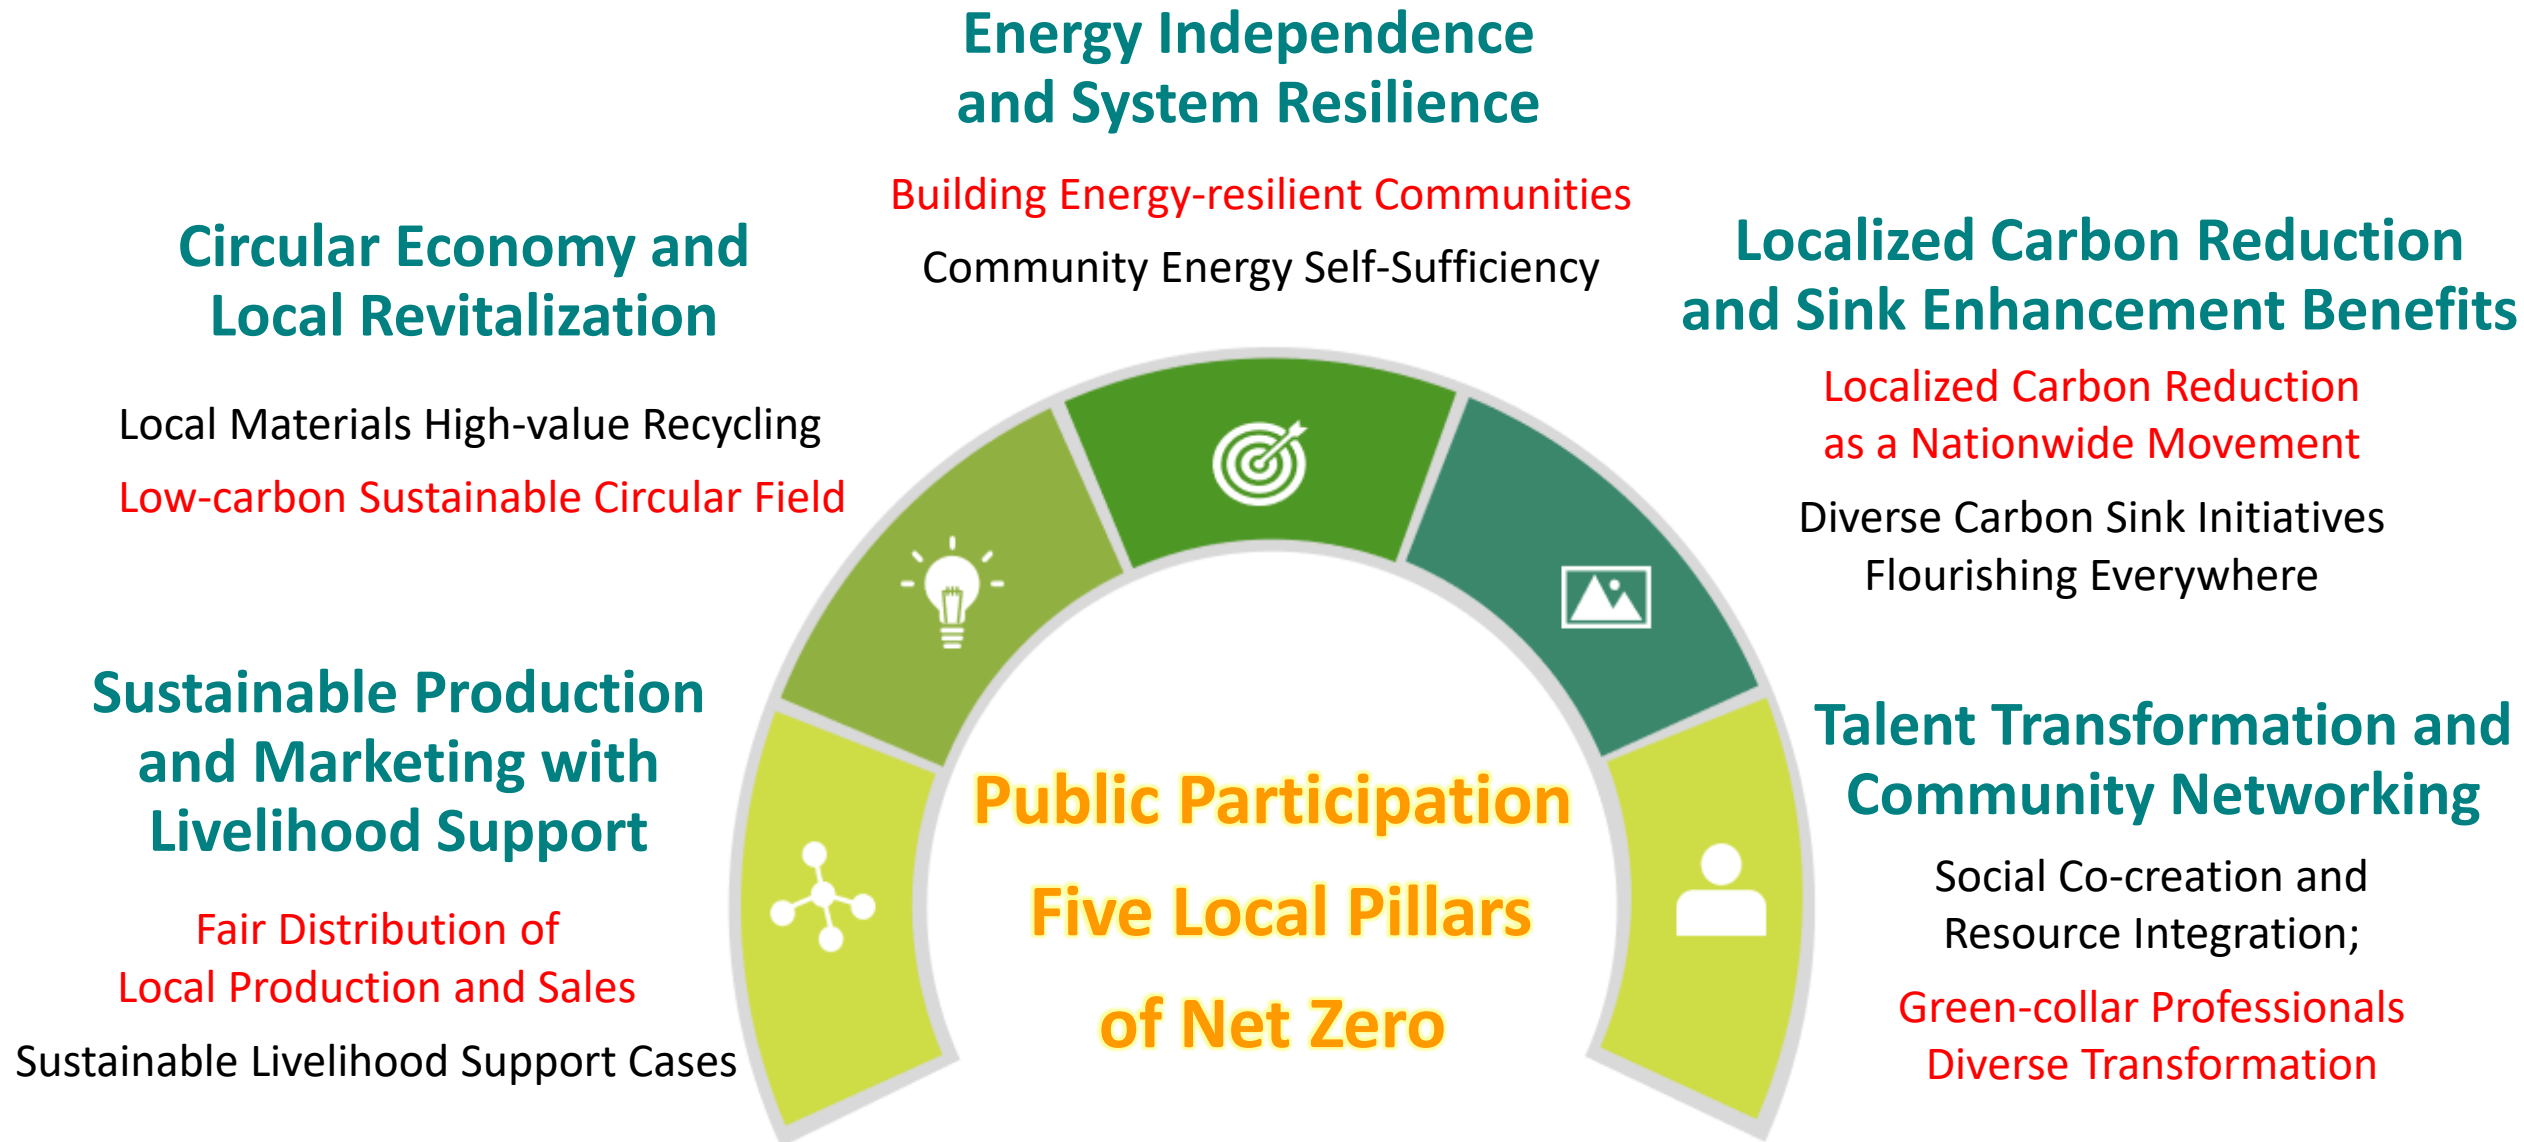 Energy Independence
and System Resilience
Building Energy-resilient Communities
Community Energy Self-Sufficiency
Circular Economy and
Local Revitalization
Local Materials High-value Recycling
Low-carbon Sustainable Circular Field
Localized Carbon Reduction
and Sink Enhancement Benefits
Localized Carbon Reduction
as a Nationwide Movement
Diverse Carbon Sink Initiatives
Flourishing Everywhere
Sustainable Production
and Marketing with
Livelihood Support
Fair Distribution of
Local Production and Sales
Sustainable Livelihood Support Cases
Public Participation
Five Local Pillars
of Net Zero
Talent Transformation and
Community Networking
Social Co-creation and
Resource Integration;
Green-collar Professionals
Diverse Transformation